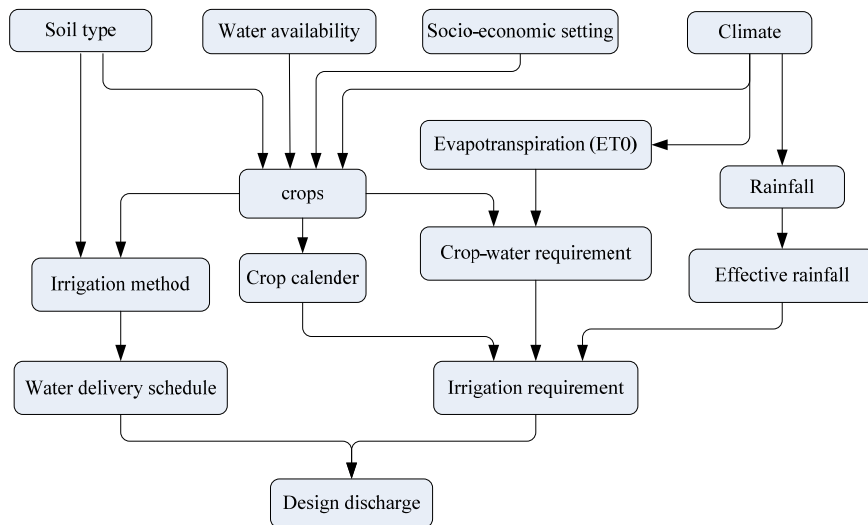 Soil type
Water availability
Socio-economic setting
Climate
Evapotranspiration (ET0)
crops
Rainfall
Irrigation method
Crop calender
Crop-water requirement
Effective rainfall
Water delivery schedule
Irrigation requirement
Design discharge